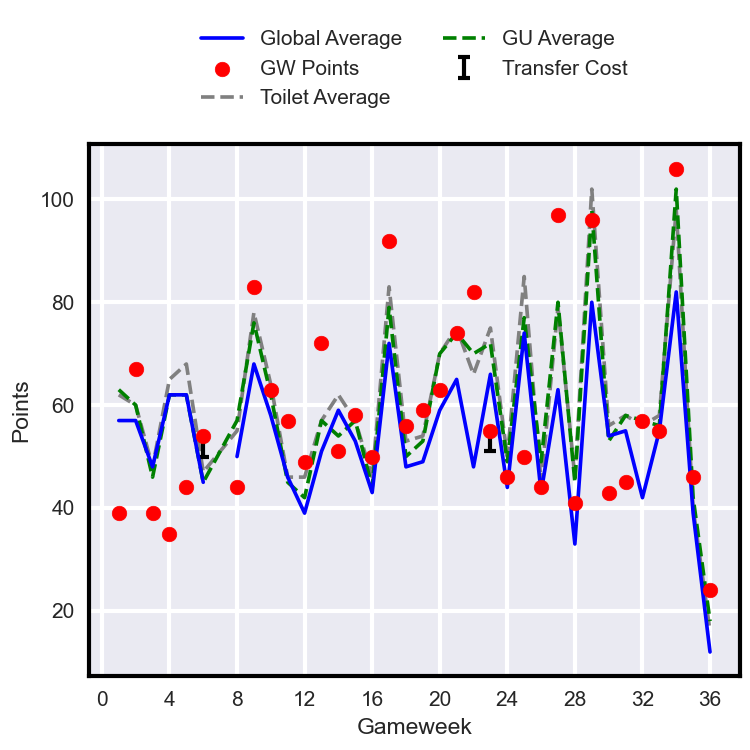 Global Average
GW Points
Toilet Average
GU Average
Transfer Cost
100
80
60
40
20
Points
0 4 8 12 16 20 24 28 32 36
Gameweek